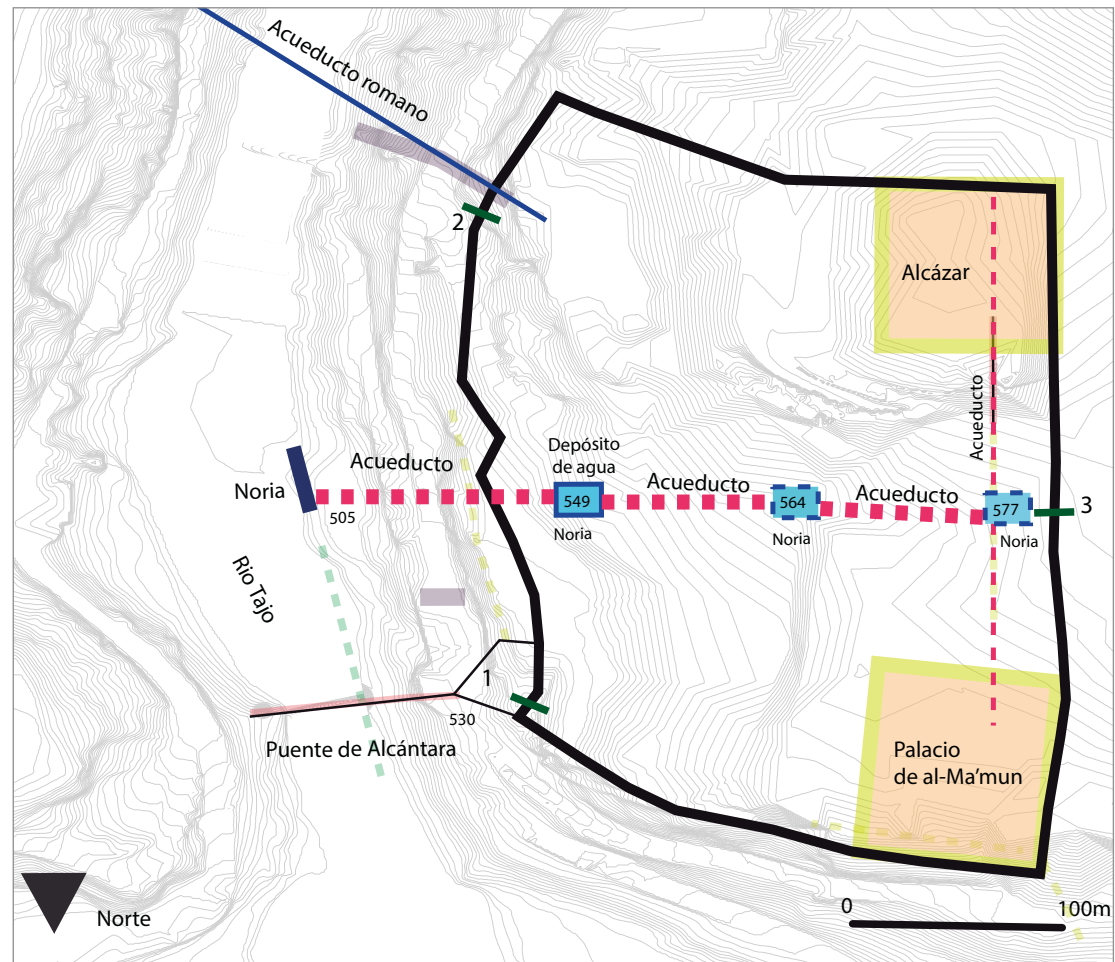 Acueducto romano
2
Alcázar
Acueducto
Depósito
de agua
Acueducto
Acueducto
Acueducto
Noria
505
549
564
577
3
Noria
Noria
Noria
Rio Tajo
1
530
Puente de Alcántara
Palacio
de al-Ma’mun
Norte
0
100m